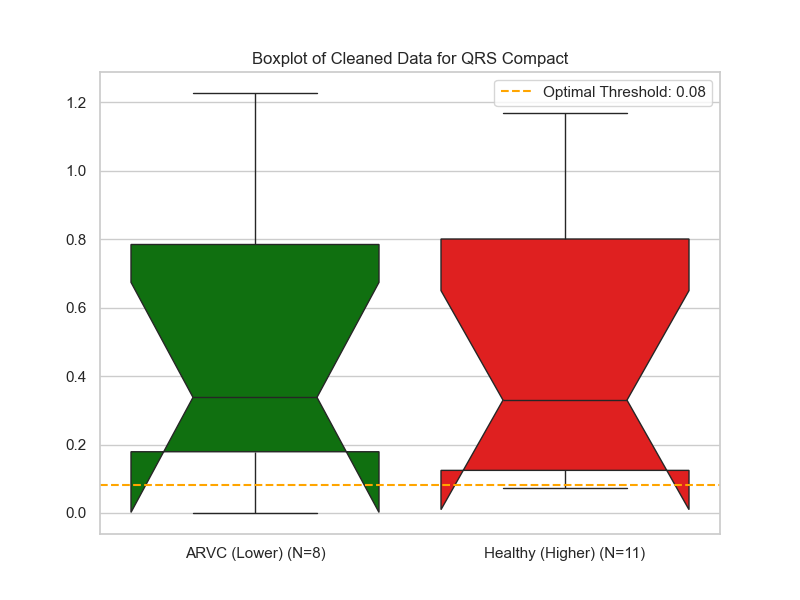 Boxplot of Cleaned Data for QRS Compact
Optimal Threshold: 0.08
1.2
1.0
0.8
0.6
0.4
0.2
0.0
ARVC (Lower) (N=8)
Healthy (Higher) (N=11)